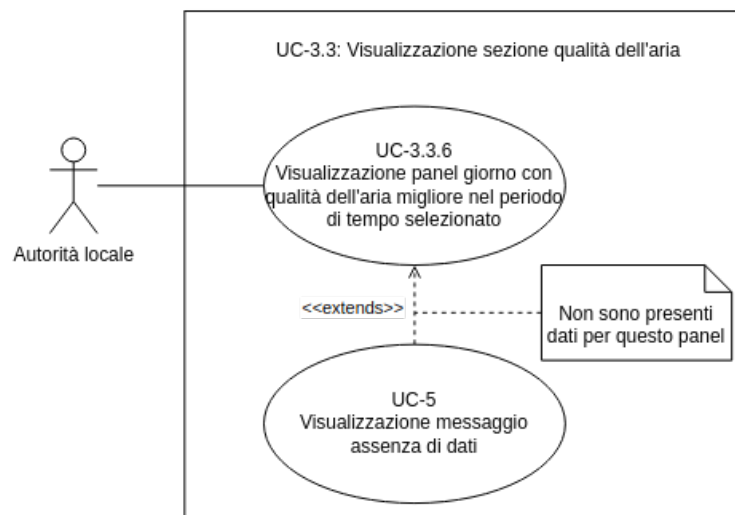 UC-3.3: Visualizzazione sezione qualità dell'aria
UC-3.3.6
Visualizzazione panel giorno con
qualità dell'aria migliore nel periodo
di tempo selezionato
Autorità locale
<<extends>>
Non sono presenti
dati per questo panel
UC-5
Visualizzazione messaggio
assenza di dati